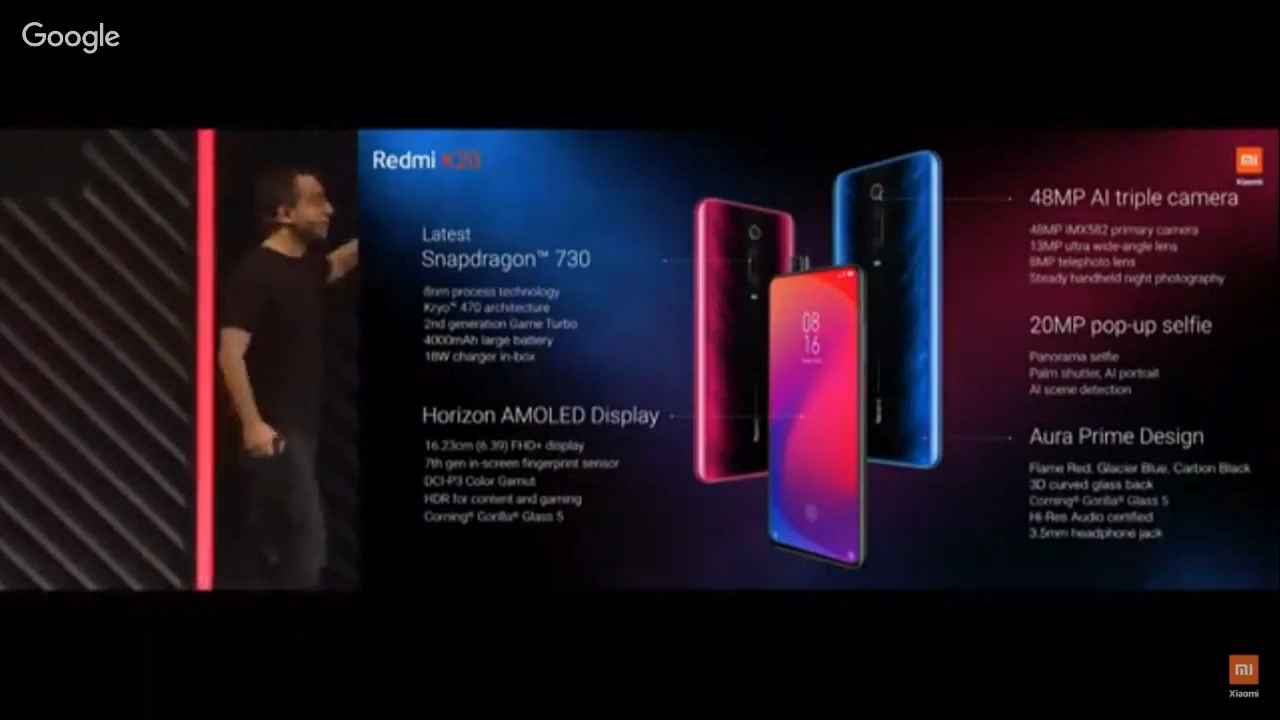 Google
Redmi K20
Latest
Snapdragon™ 730
8nm process technology
Kryo™ 470 architecture
2nd generation Game Turbo
4000mAh large battery
18W charger in-box
Horizon AMOLED Display
16.23cm (6.39) FHD+ display
7th gen in-screen fingerprint sensor
DCI-P3 Color Gamut
HDR for content and gaming
Corning® Gorilla® Glass 5
08
16
mi
Xiaomi
48MP AI triple camera
48MP IMX582 primary camera
13MP ultra wide-angle lens
8MP telephoto lens
Steady handheld night photography
20MP pop-up selfie
Panorama selfie
Palm shutter, AI portrait
AI scene detection
Aura Prime Design
Flame Red, Glacier Blue, Carbon Black
3D curved glass back
Corning® Gorilla® Glass 5
Hi-Res Audio certified
3.5mm headphone jack
mi
Xiaomi